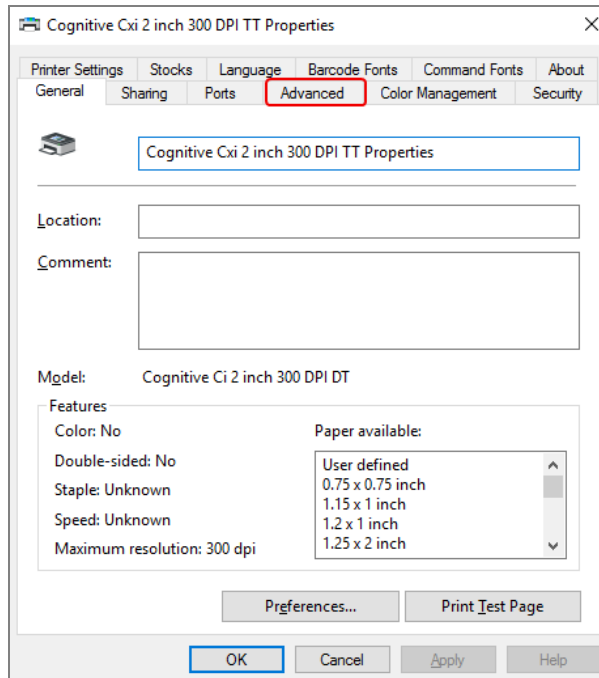 Cognitive Cxi 2 inch 300 DPI TT Properties
Printer Settings Stocks Language Barcode Fonts Command Fonts About
General Sharing Ports Advanced Color Management Security
Cognitive Cxi 2 inch 300 DPI TT Properties
Location:
Comment:
Model: Cognitive Ci 2 inch 300 DPI DT
Features
Color: No Paper available:
Double-sided: No User defined
0.75 x 0.75 inch
Staple: Unknown 1.15 x 1 inch
Speed: Unknown 1.2 x 1 inch
Maximum resolution: 300 dpi 1.25 x 2 inch
Preferences... Print Test Page
OK Cancel Apply Help